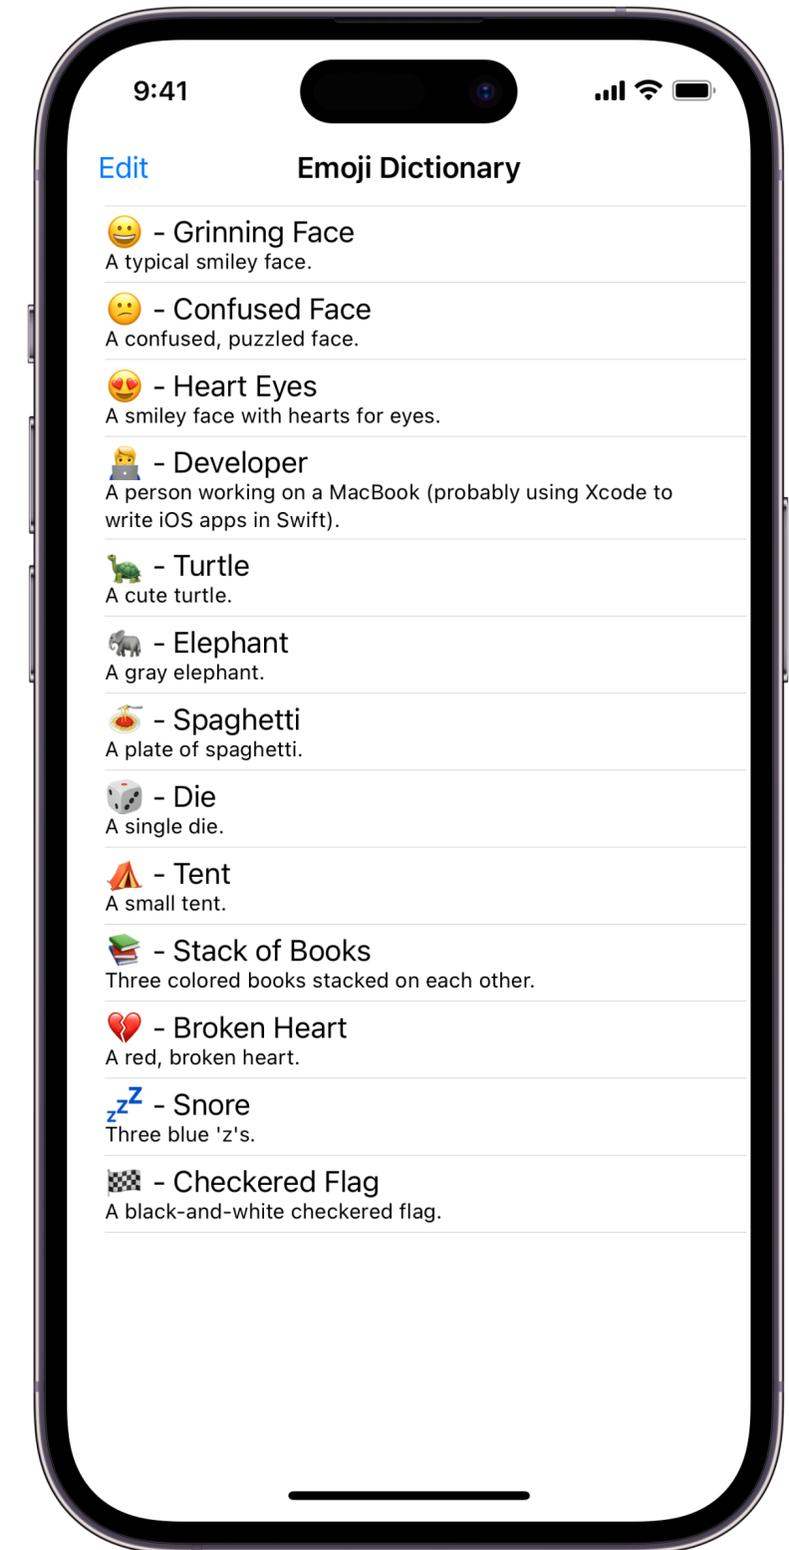 9:41
Edit
Emoji Dictionary
😀 - Grinning Face
A typical smiley face.
😕 - Confused Face
A confused, puzzled face.
😍 - Heart Eyes
A smiley face with hearts for eyes.
🧑‍💻 - Developer
A person working on a MacBook (probably using Xcode to
write iOS apps in Swift).
🐢 - Turtle
A cute turtle.
🐘 - Elephant
A gray elephant.
🍝 - Spaghetti
A plate of spaghetti.
🎲 - Die
A single die.
⛺️ - Tent
A small tent.
📚 - Stack of Books
Three colored books stacked on each other.
💔 - Broken Heart
A red, broken heart.
💤 - Snore
Three blue 'z's.
🏁 - Checkered Flag
A black-and-white checkered flag.